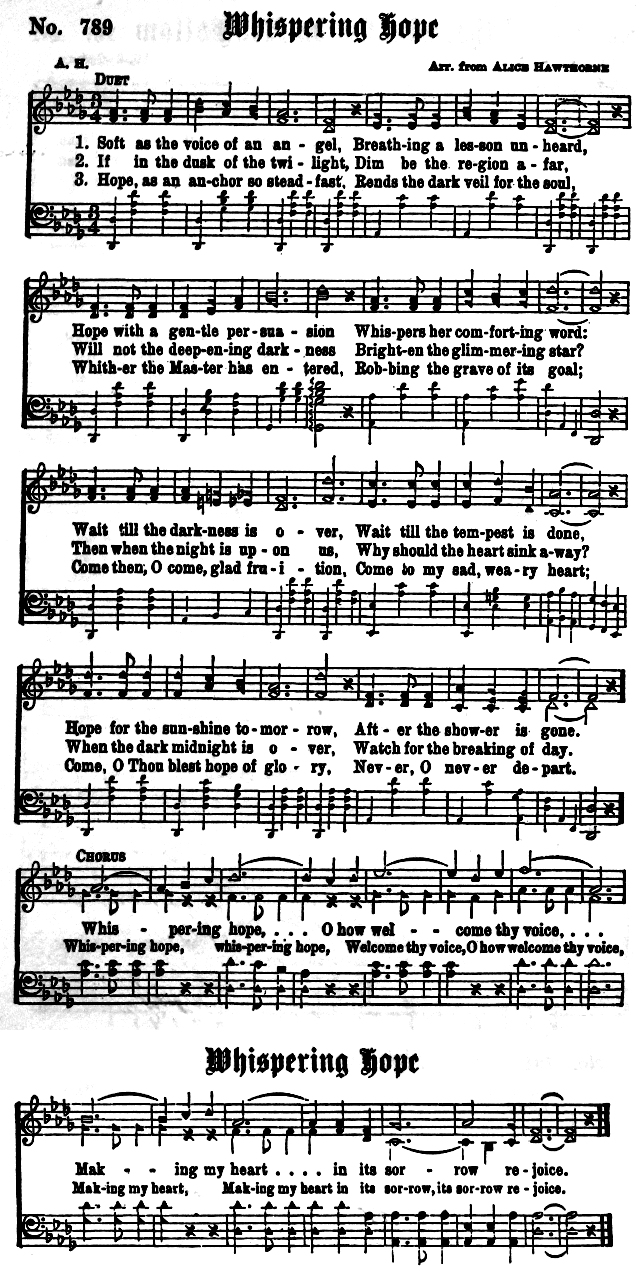 No. 789 Whispering Hope
A. H. Arr. from ALICE HAWTHORNE
DUET
1. Soft as the voice of an an - gel, Breath-ing a les-son un-heard,
2. If in the dusk of the twi - light, Dim be the re-gion a - far,
3. Hope, as an an-chor so stead-fast, Rends the dark veil for the soul,
Hope with a gen-tle per-sua - sion Whis-pers her com-fort-ing word:
Will not the deep-en-ing dark - ness Bright-en the glim-mer-ing star?
Whith-er the Mas-ter has en - tered, Rob-bing the grave of its goal;
Wait till the dark-ness is o - ver, Wait till the tem-pest is done,
Then when the night is up - on us, Why should the heart sink a-way?
Come then, O come, glad fru - i - tion, Come to my sad, wea-ry heart;
Hope for the sun-shine to-mor - row, Aft - er the show-er is gone.
When the dark midnight is o - ver, Watch for the breaking of day.
Come, O Thou blest hope of glo - ry, Nev-er, O nev-er de-part.
CHORUS
Whis - per-ing hope, . . . O how wel - - come thy voice, . . .
Whis-per-ing hope, whis-per-ing hope, Welcome thy voice, O how welcome thy voice,
Whispering Hope
Mak - - ing my heart . . . . in its sor - row re - joice.
Mak-ing my heart, Mak-ing my heart in its sor-row, its sor-row re - joice.